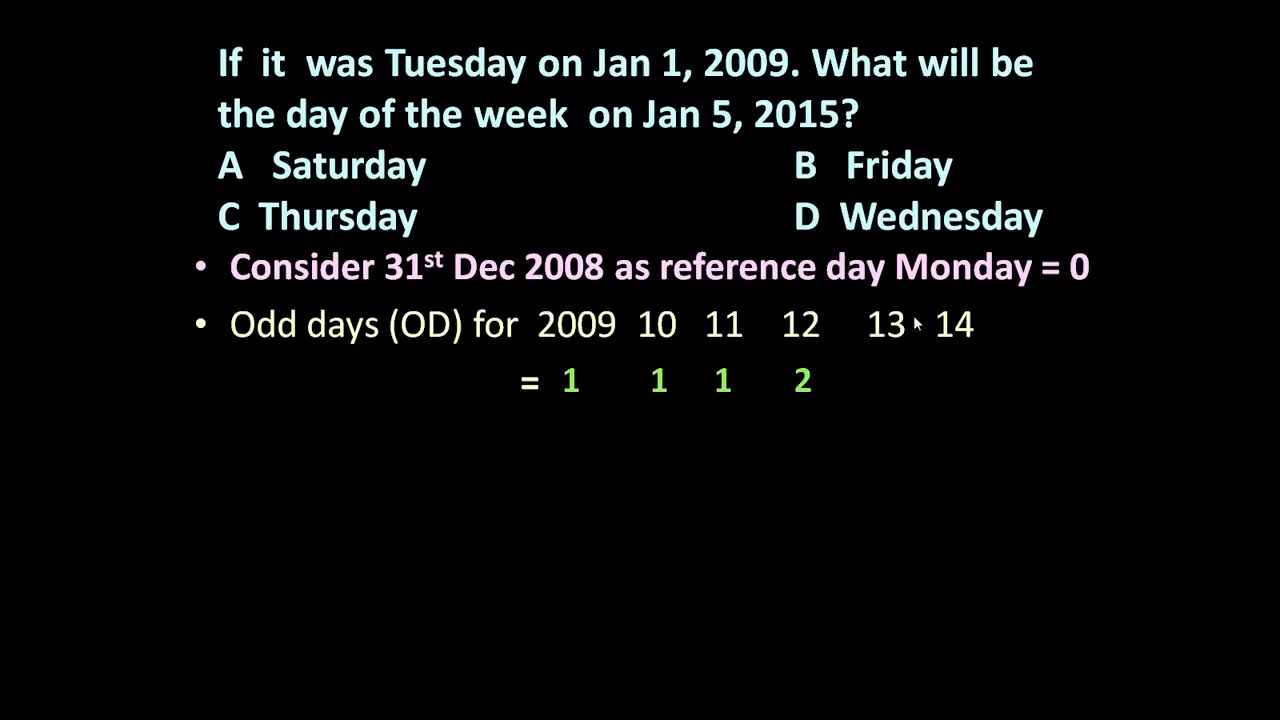 If it was Tuesday on Jan 1, 2009. What will be
the day of the week on Jan 5, 2015?
A Saturday B Friday
C Thursday D Wednesday
• Consider 31st Dec 2008 as reference day Monday = 0
• Odd days (OD) for 2009 10 11 12 13 14
= 1 1 1 2